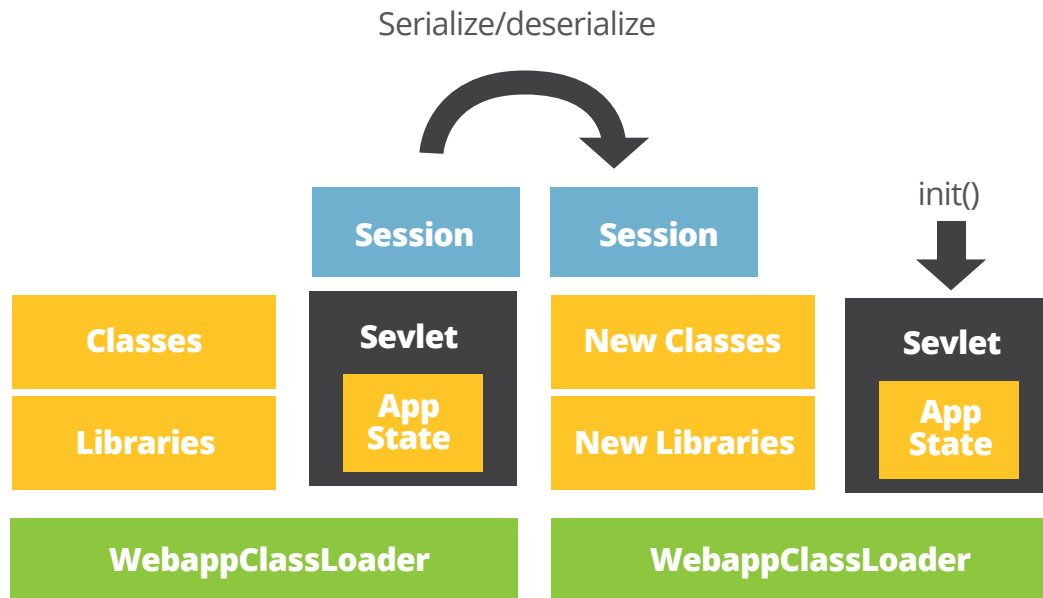 Serialize/deserialize
init()
Session
Session
Classes
Sevlet
New Classes
Sevlet
App
State
App
State
Libraries
New Libraries
WebappClassLoader
WebappClassLoader